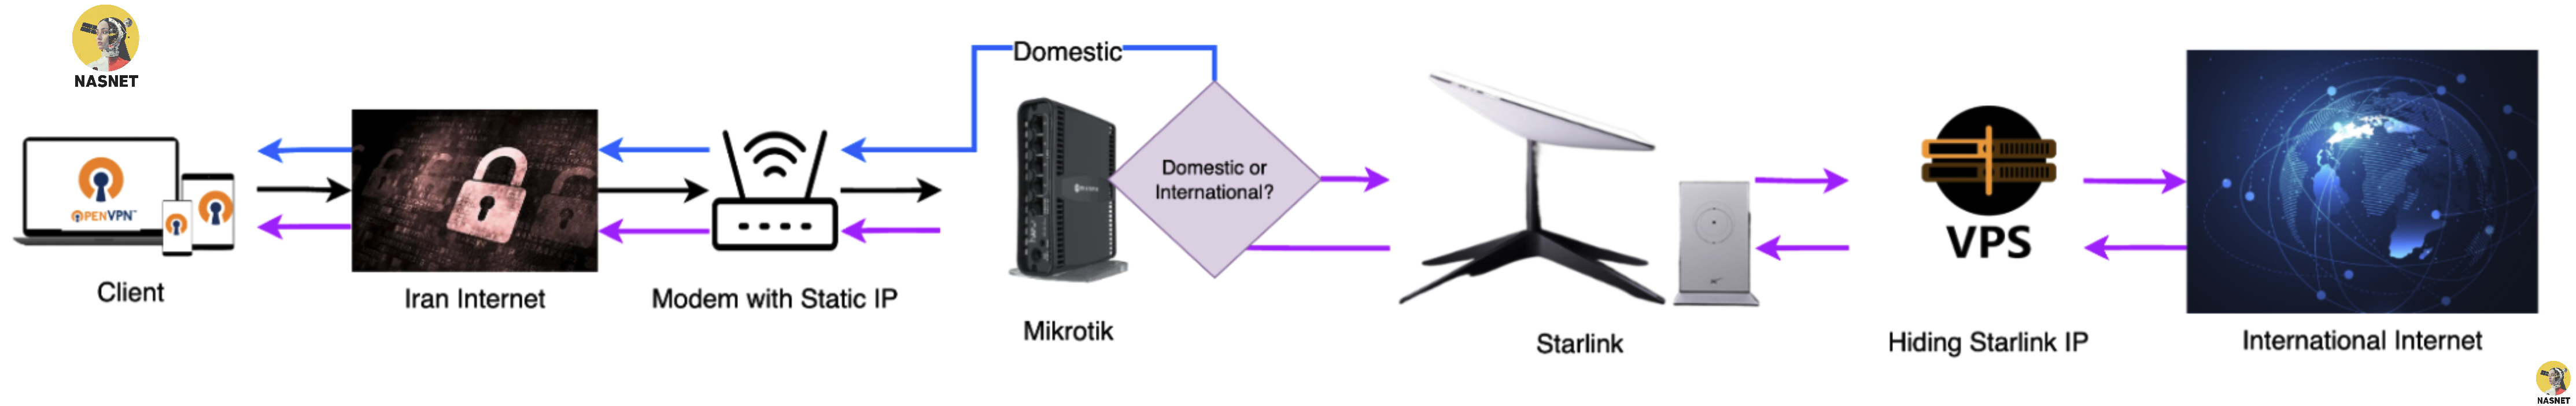 NASNET
Domestic
Domestic or
International?
OPENVPN
VPS
Client
Iran Internet
Modem with Static IP
Mikrotik
Starlink
Hiding Starlink IP
International Internet
NASNET